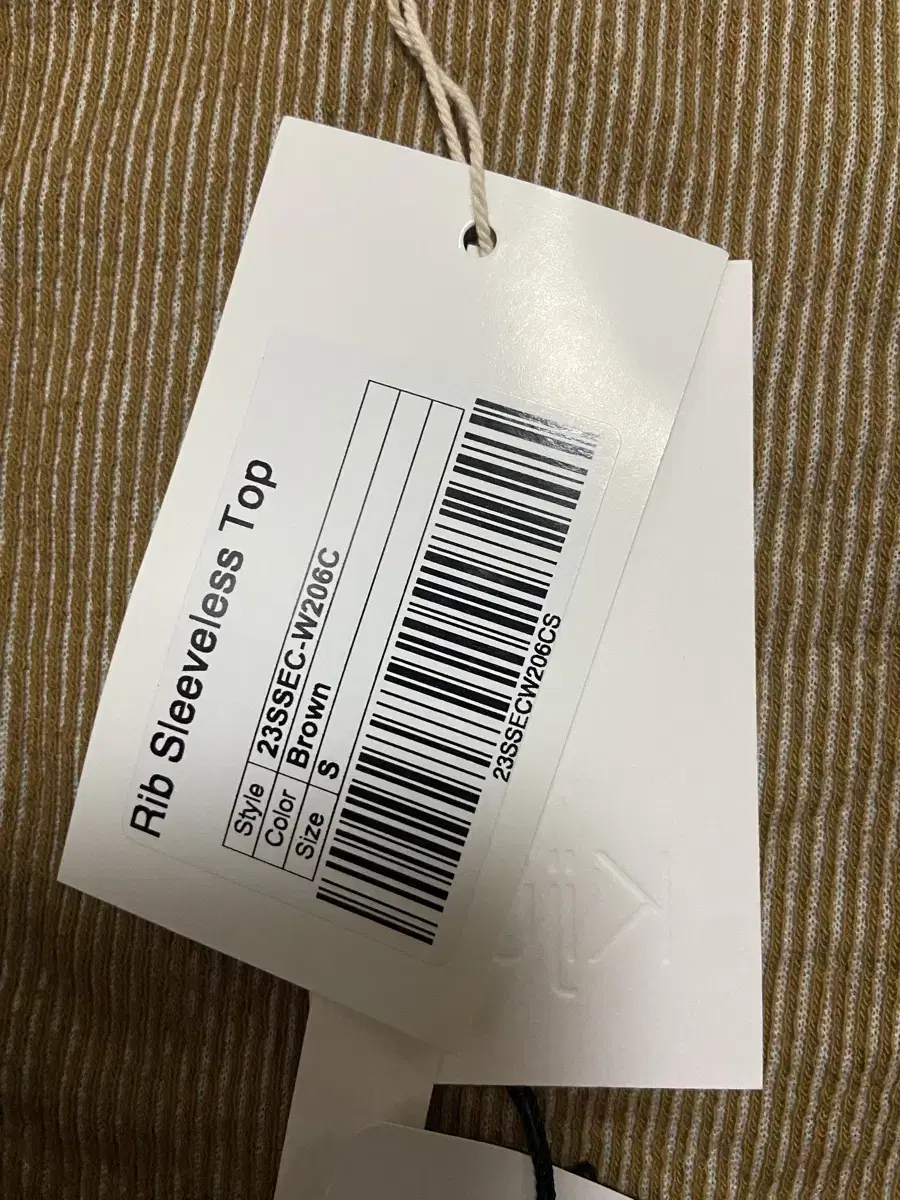 Rib Sleeveless Top
Style 23SSEC-W206C
Color Brown
Size S
23SSECW206CS